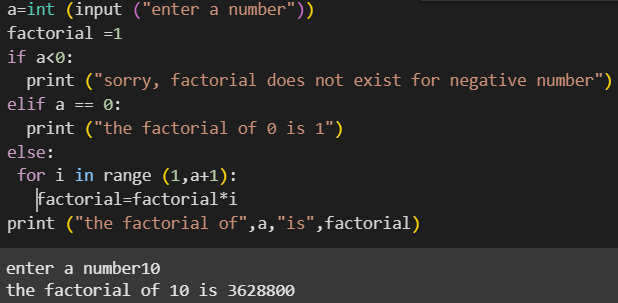 a=int (input ("enter a number"))
factorial =1
if a<0:
  print ("sorry, factorial does not exist for negative number")
elif a == 0:
  print ("the factorial of 0 is 1")
else:
 for i in range (1,a+1):
   factorial=factorial*i
print ("the factorial of",a,"is",factorial)
enter a number10
the factorial of 10 is 3628800